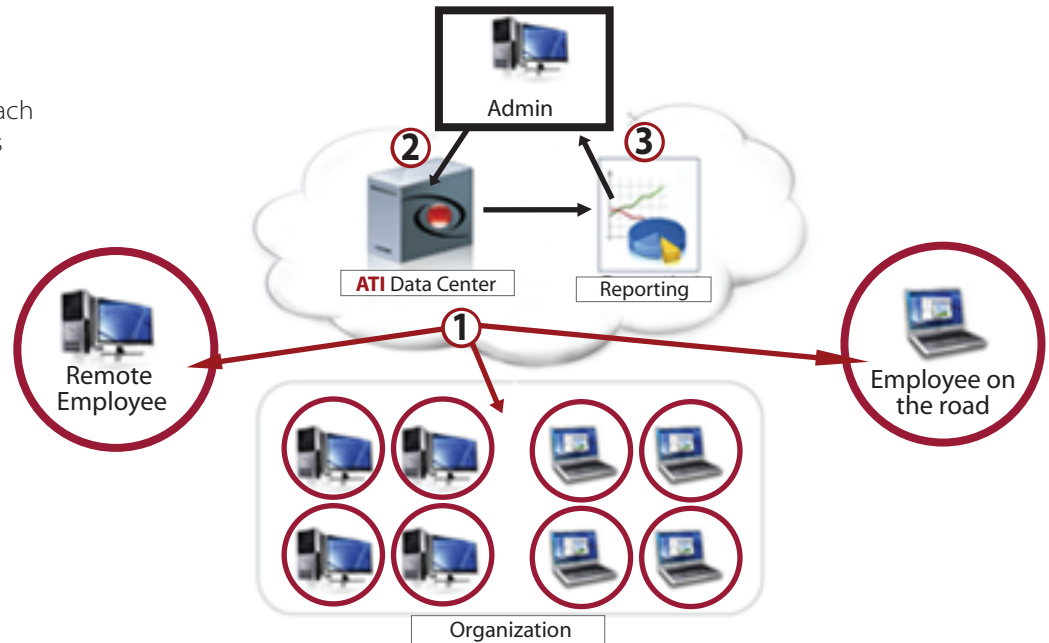 Admin
ach
s
2
3
ATI Data Center
Reporting
1
Remote
Employee
Employee on
the road
Organization